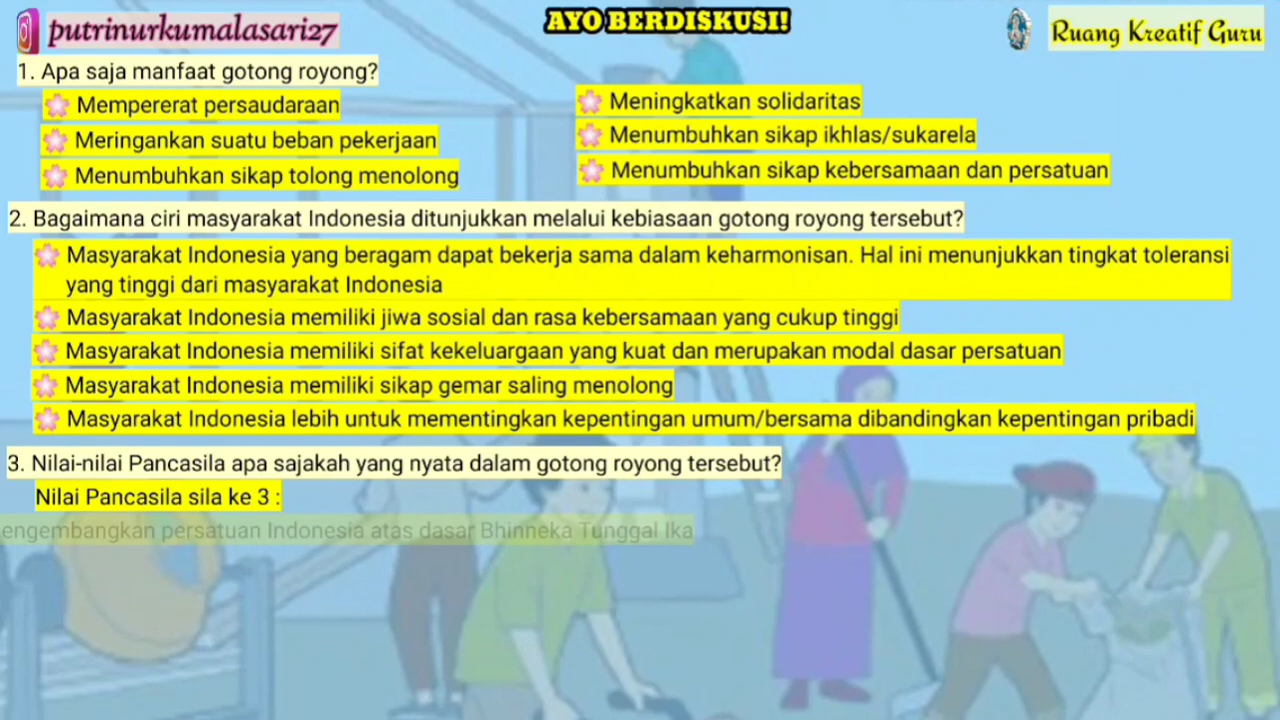 putrinurkumalasari27
AYO BERDISKUSI!
Ruang Kreatif Guru
1. Apa saja manfaat gotong royong?
Mempererat persaudaraan
Meringankan suatu beban pekerjaan
Menumbuhkan sikap tolong menolong
Meningkatkan solidaritas
Menumbuhkan sikap ikhlas/sukarela
Menumbuhkan sikap kebersamaan dan persatuan
2. Bagaimana ciri masyarakat Indonesia ditunjukkan melalui kebiasaan gotong royong tersebut?
Masyarakat Indonesia yang beragam dapat bekerja sama dalam keharmonisan. Hal ini menunjukkan tingkat toleransi
yang tinggi dari masyarakat Indonesia
Masyarakat Indonesia memiliki jiwa sosial dan rasa kebersamaan yang cukup tinggi
Masyarakat Indonesia memiliki sifat kekeluargaan yang kuat dan merupakan modal dasar persatuan
Masyarakat Indonesia memiliki sikap gemar saling menolong
Masyarakat Indonesia lebih untuk mementingkan kepentingan umum/bersama dibandingkan kepentingan pribadi
3. Nilai-nilai Pancasila apa sajakah yang nyata dalam gotong royong tersebut?
Nilai Pancasila sila ke 3 :
engembangkan persatuan Indonesia atas dasar Bhinneka Tunggal Ika